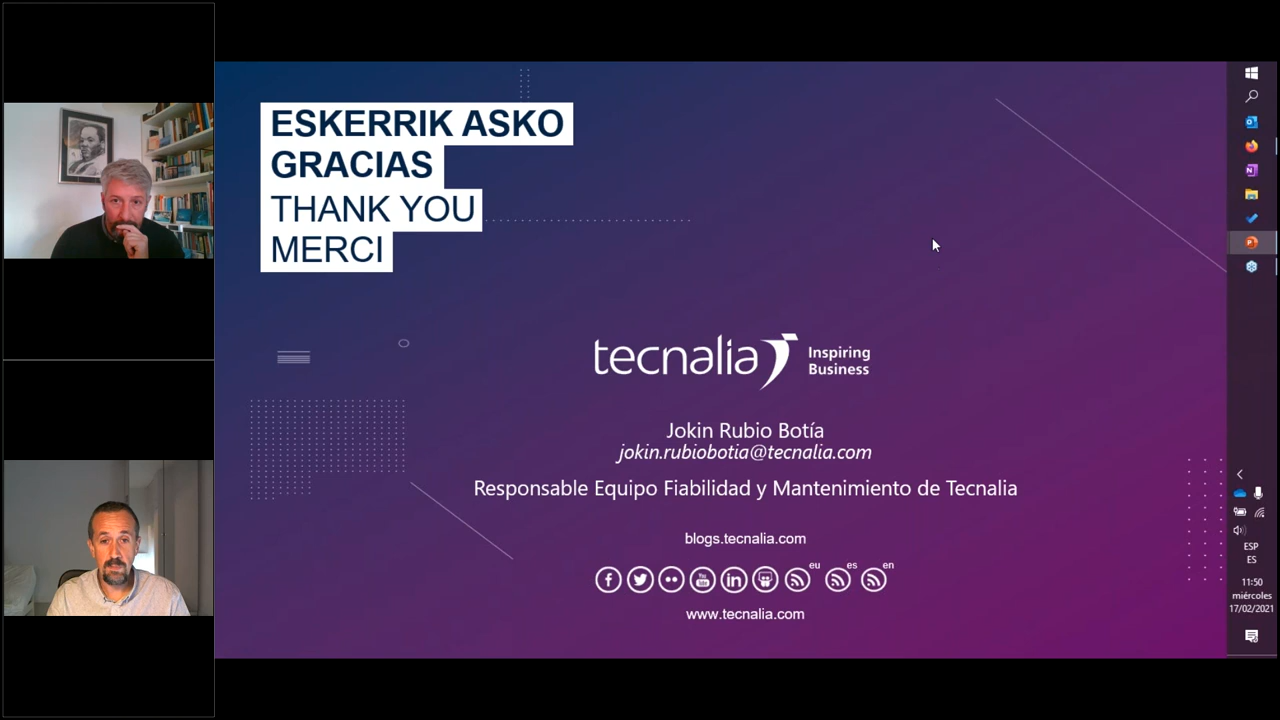 ESKERRIK ASKO
GRACIAS
THANK YOU
MERCI
tecnalia
Inspiring
Business
Jokin Rubio Botía
jokin.rubiobotia@tecnalia.com
Responsable Equipo Fiabilidad y Mantenimiento de Tecnalia
blogs.tecnalia.com
eu
es
en
www.tecnalia.com
ESP
ES
11:50
miércoles
17/02/2021